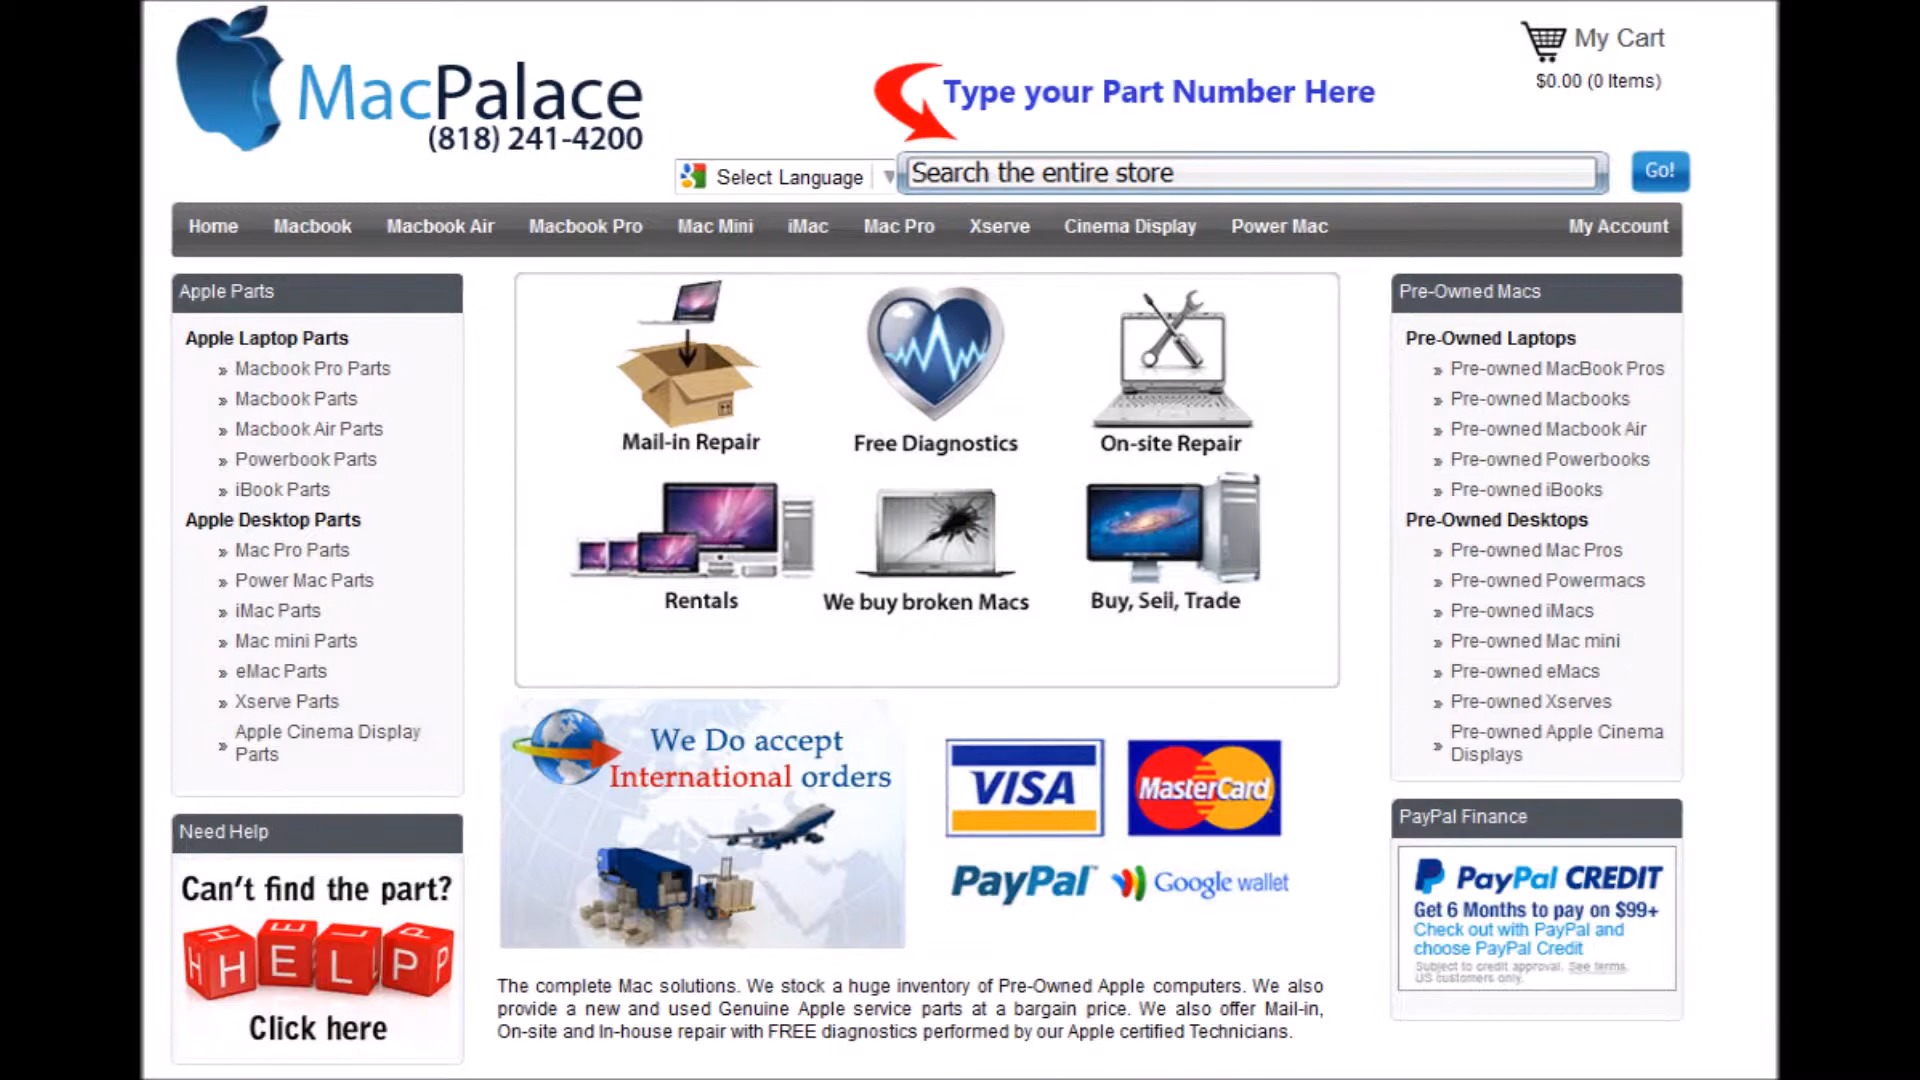 MacPalace
(818) 241-4200
Type your Part Number Here
My Cart
$0.00 (0 Items)
Select Language
Search the entire store
Go!
Home Macbook Macbook Air Macbook Pro Mac Mini iMac Mac Pro Xserve Cinema Display Power Mac My Account
Apple Parts
Apple Laptop Parts
» Macbook Pro Parts
» Macbook Parts
» Macbook Air Parts
» Powerbook Parts
» iBook Parts
Apple Desktop Parts
» Mac Pro Parts
» Power Mac Parts
» iMac Parts
» Mac mini Parts
» eMac Parts
» Xserve Parts
» Apple Cinema Display
Parts
Need Help
Can't find the part?
HELP
Click here
Mail-in Repair
Free Diagnostics
On-site Repair
Rentals
We buy broken Macs
Buy, Sell, Trade
We Do accept
International orders
VISA
MasterCard
PayPal
Google wallet
The complete Mac solutions. We stock a huge inventory of Pre-Owned Apple computers. We also
provide a new and used Genuine Apple service parts at a bargain price. We also offer Mail-in,
On-site and In-house repair with FREE diagnostics performed by our Apple certified Technicians.
Pre-Owned Macs
Pre-Owned Laptops
» Pre-owned MacBook Pros
» Pre-owned Macbooks
» Pre-owned Macbook Air
» Pre-owned Powerbooks
» Pre-owned iBooks
Pre-Owned Desktops
» Pre-owned Mac Pros
» Pre-owned Powermacs
» Pre-owned iMacs
» Pre-owned Mac mini
» Pre-owned eMacs
» Pre-owned Xserves
» Pre-owned Apple Cinema
Displays
PayPal Finance
PayPal CREDIT
Get 6 Months to pay on $99+
Check out with PayPal and
choose PayPal Credit
Subject to credit approval. See terms.
US customers only.